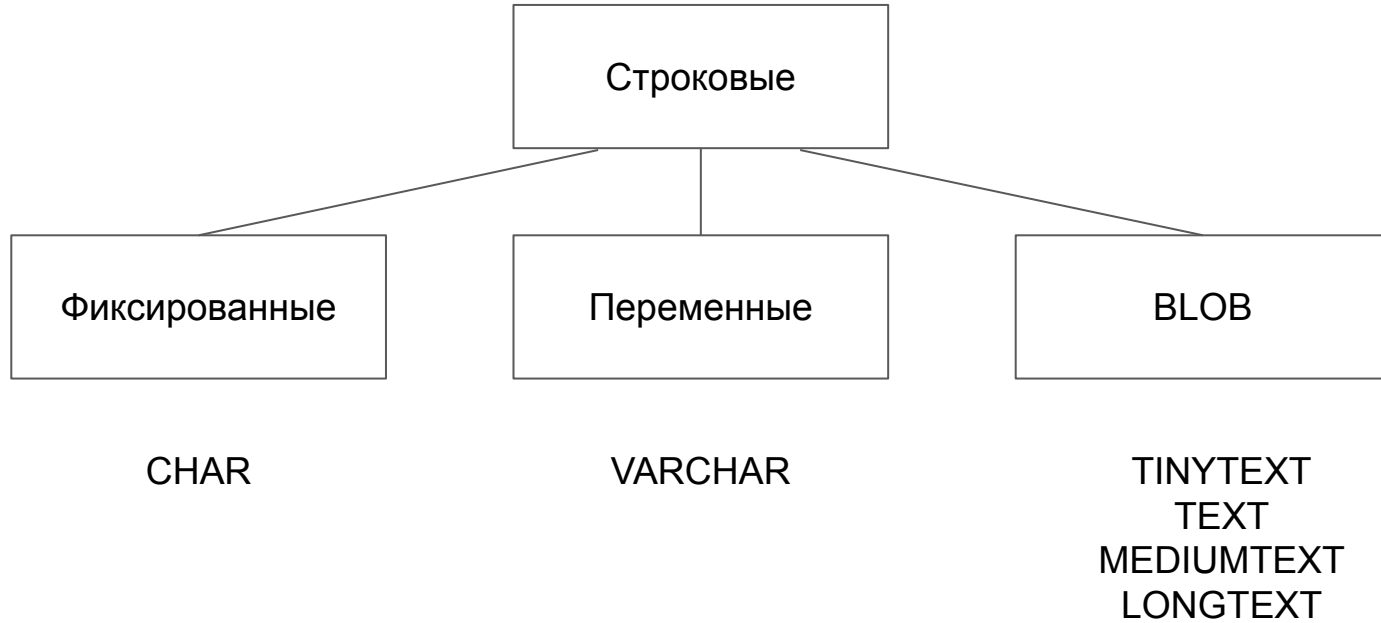 Строковые
Фиксированные
Переменные
BLOB
CHAR
VARCHAR
TINYTEXT
TEXT
MEDIUMTEXT
LONGTEXT